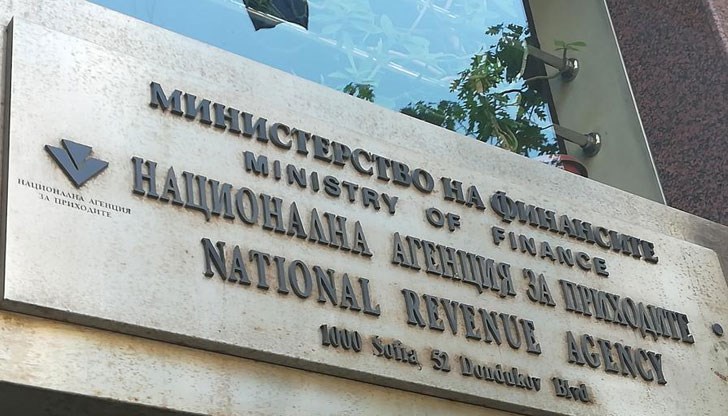 МИНИСТЕРСТВО НА ФИНАНСИТЕ
MINISTRY OF FINANCE
НАЦИОНАЛНА АГЕНЦИЯ ЗА ПРИХОДИТЕ
NATIONAL REVENUE AGENCY
1000 Sofia, 52 Dondukov Blvd
НАЦИОНАЛНА АГЕНЦИЯ
ЗА ПРИХОДИТЕ